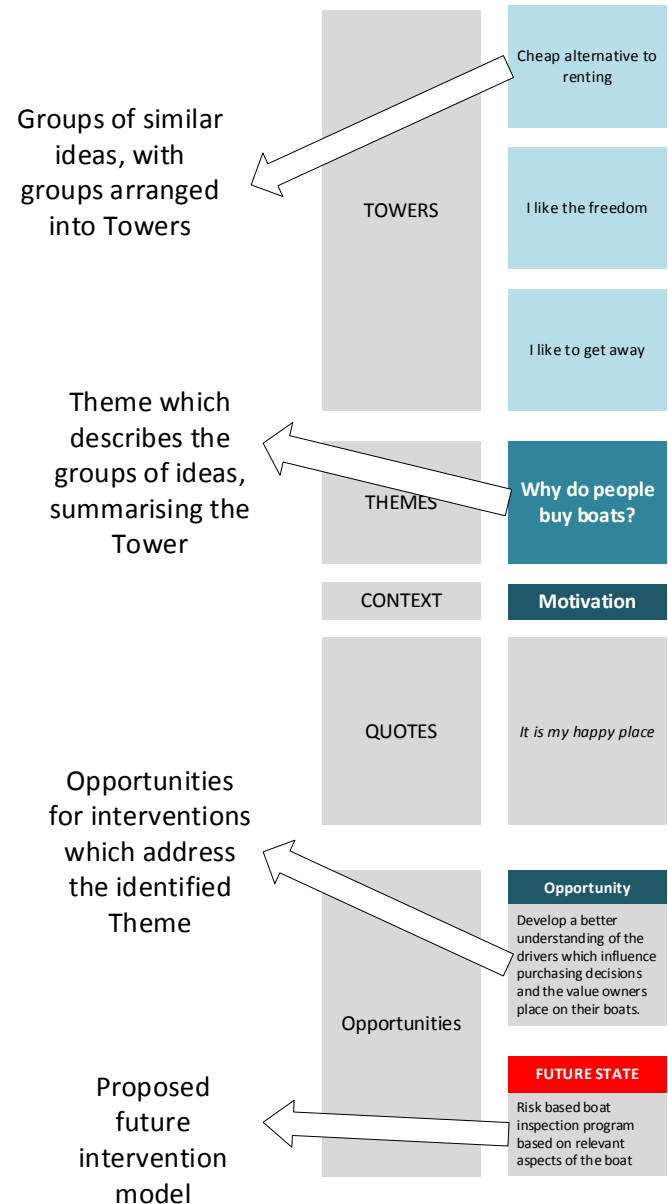 Cheap alternative to
renting
Groups of similar
ideas, with
groups arranged
into Towers
TOWERS
I like the freedom
I like to get away
Theme which
describes the
groups of ideas,
summarising the
Tower
THEMES
Why do people
buy boats?
CONTEXT
Motivation
QUOTES
It is my happy place
Opportunities
for interventions
which address
the identified
Theme
Opportunity
Develop a better
understanding of the
drivers which influence
purchasing decisions
and the value owners
place on their boats.
Opportunities
FUTURE STATE
Risk based boat
inspection program
based on relevant
aspects of the boat
Proposed
future
intervention
model